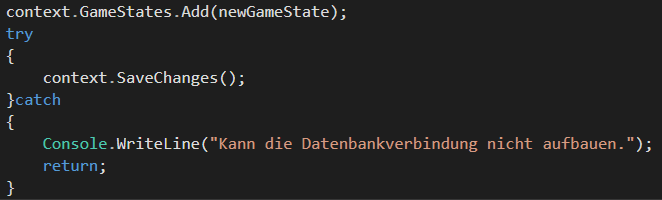 context.GameStates.Add(newGameState);
try
{
    context.SaveChanges();
}catch
{
    Console.WriteLine("Kann die Datenbankverbindung nicht aufbauen.");
    return;
}